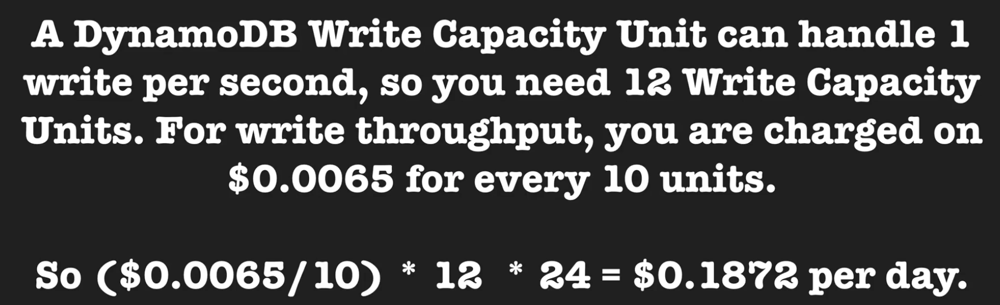 A DynamoDB Write Capacity Unit can handle 1
write per second, so you need 12 Write Capacity
Units. For write throughput, you are charged on
$0.0065 for every 10 units.
So ($0.0065/10) * 12 * 24 = $0.1872 per day.